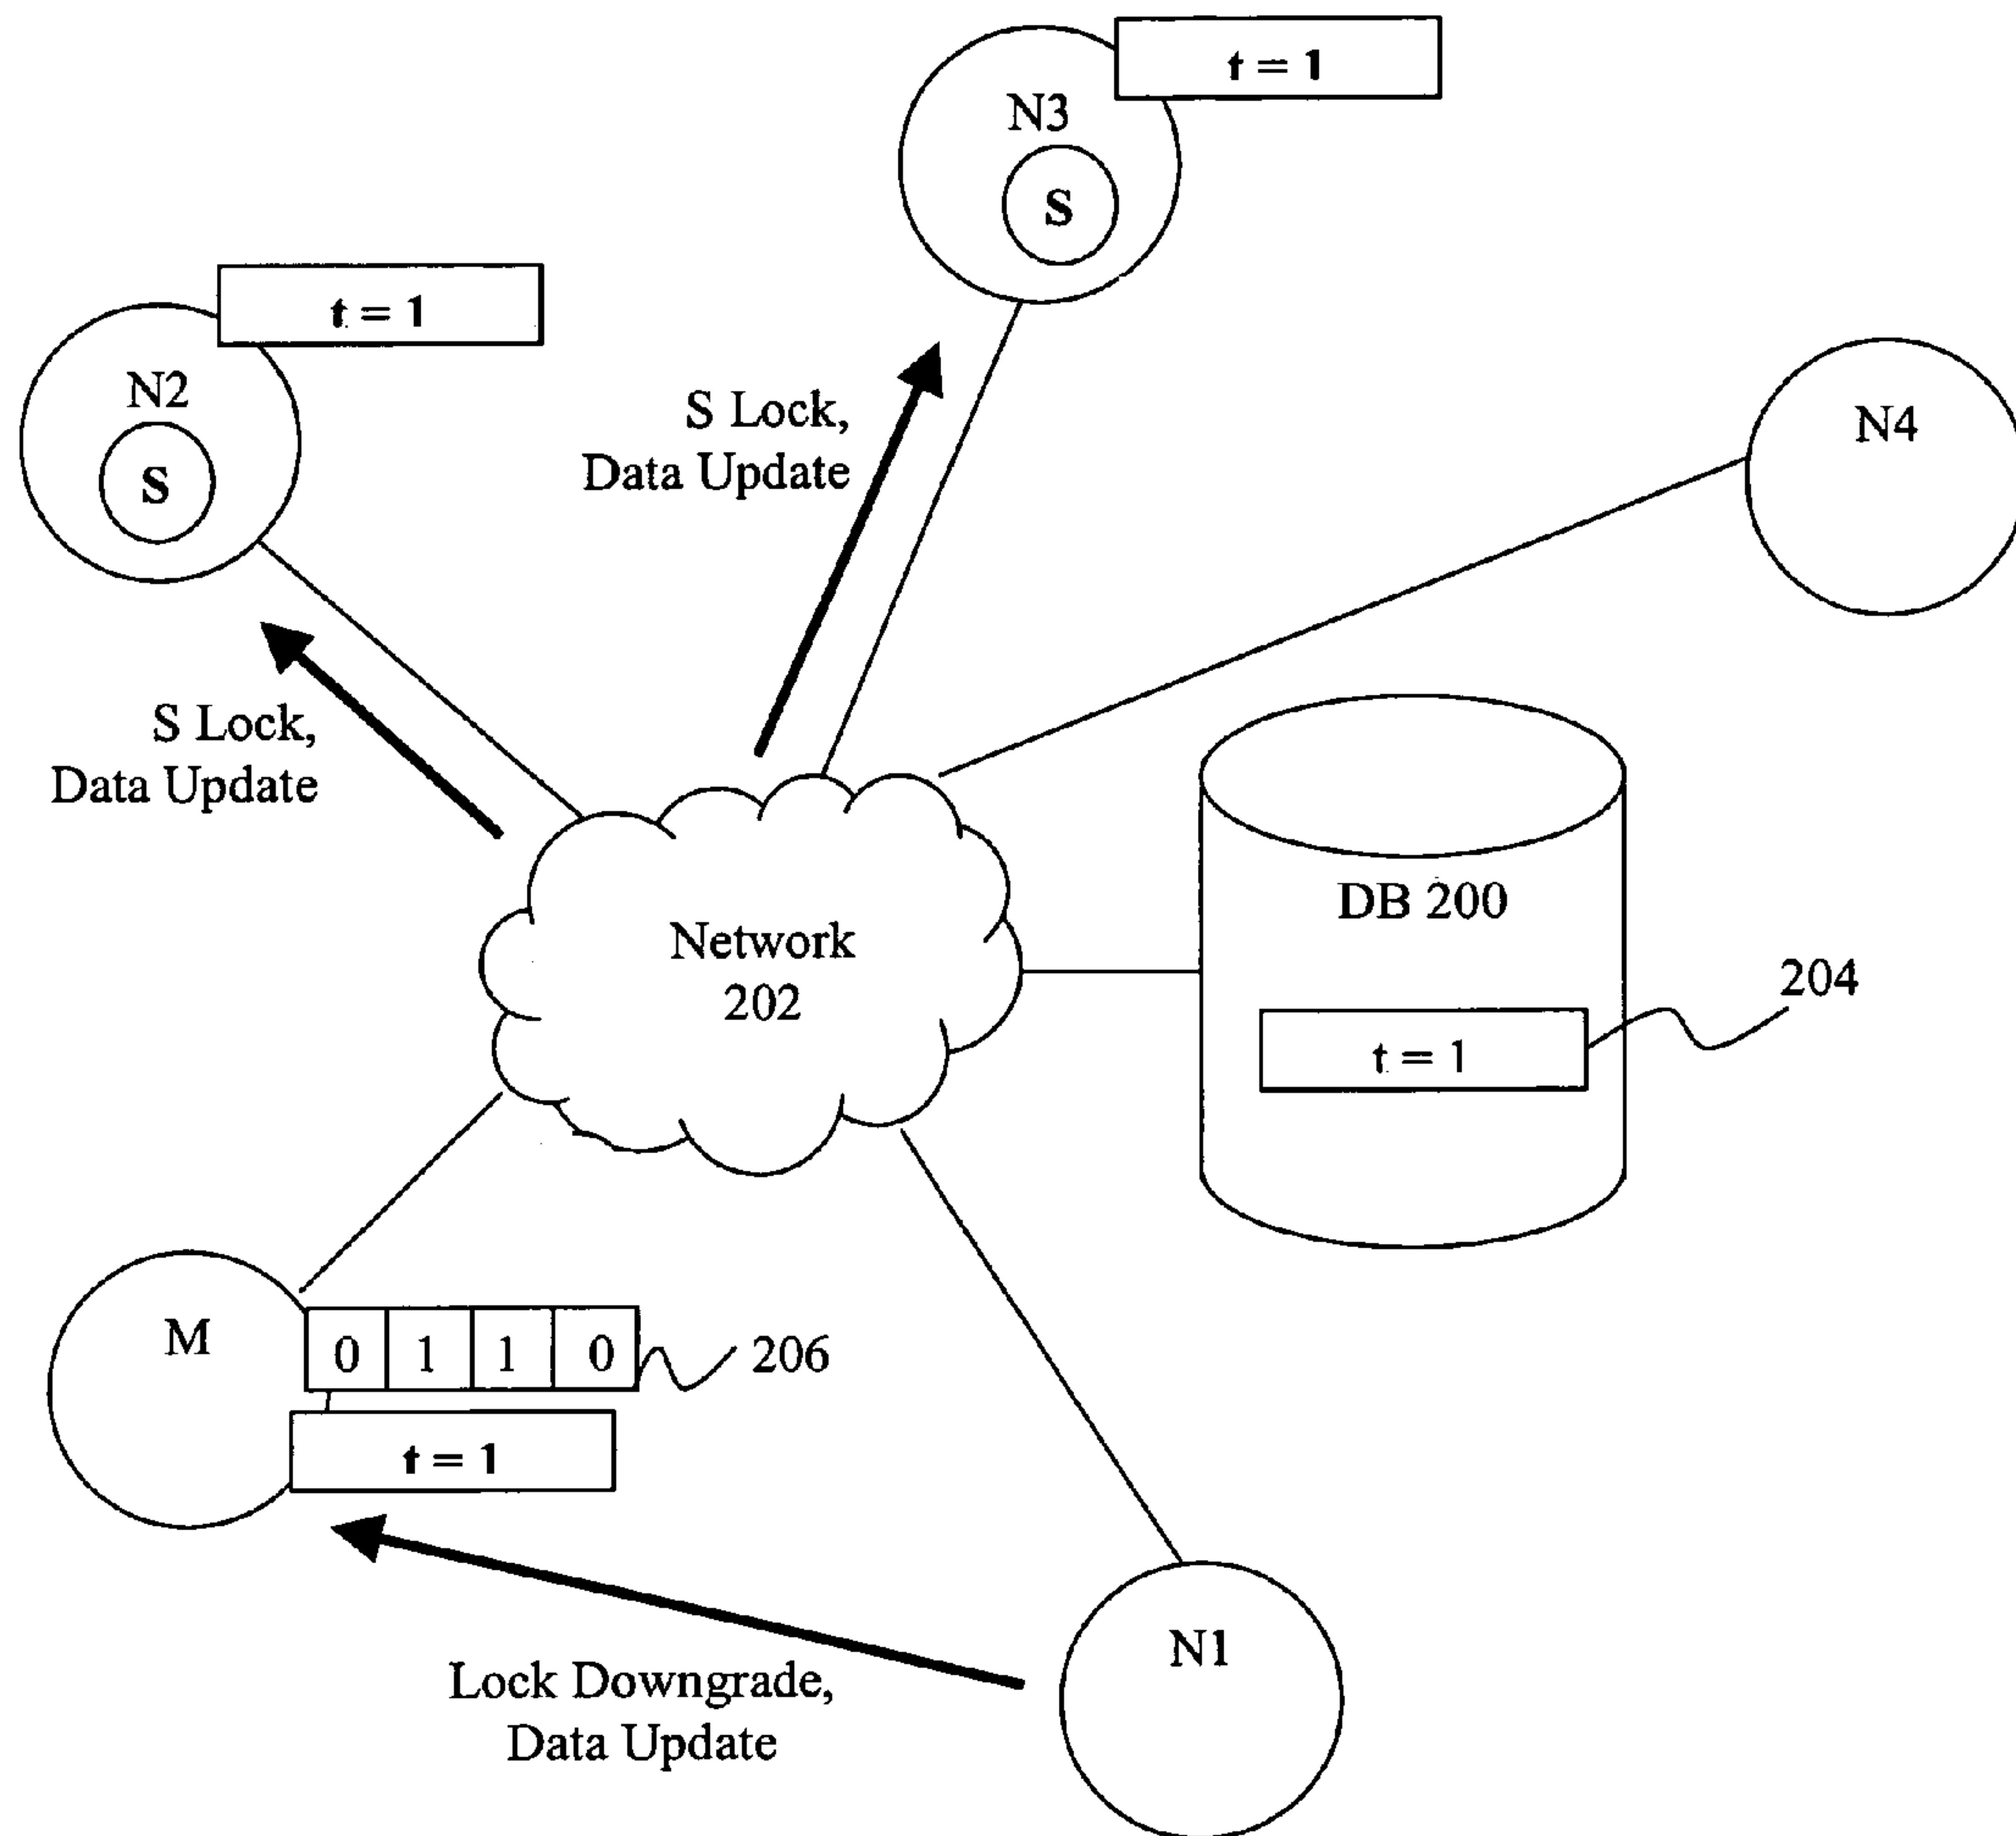 t = 1
N3
S
t = 1
N2
S
S Lock,
Data Update
N4
S Lock,
Data Update
DB 200
Network
202
204
t = 1
M
0 1 1 0
206
t = 1
N1
Lock Downgrade,
Data Update